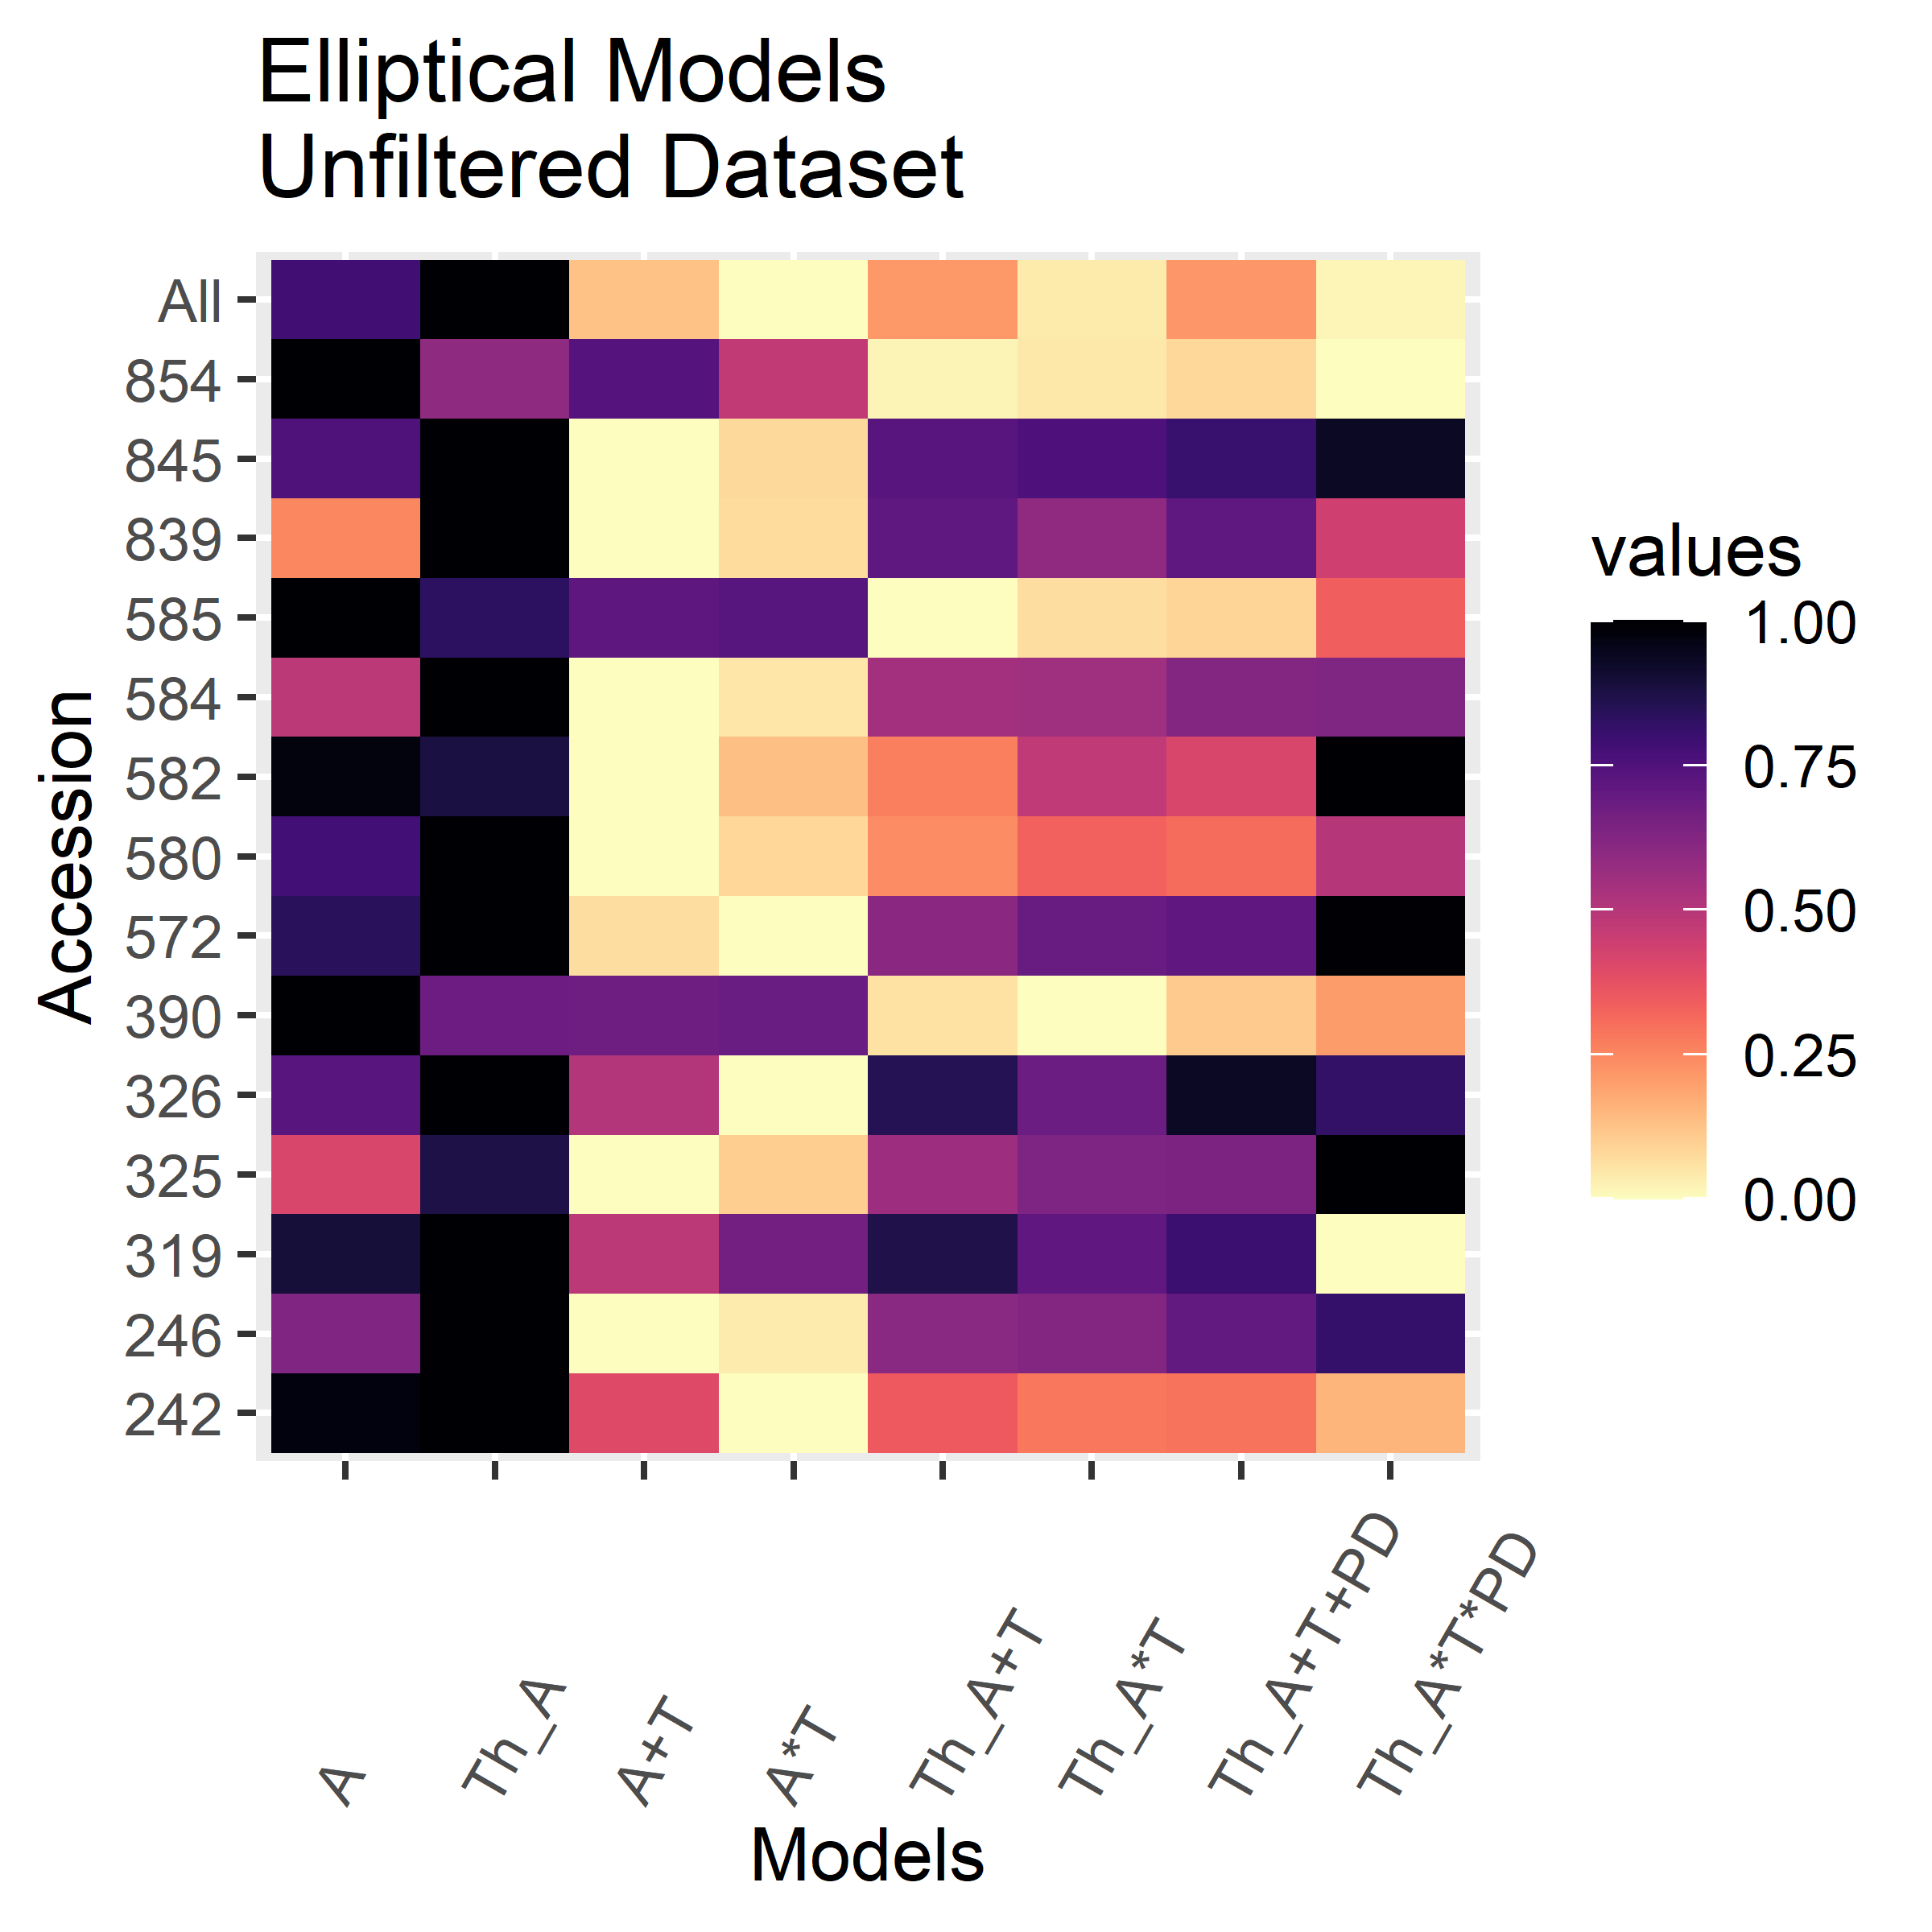 Elliptical Models
Unfiltered Dataset
All
854
845
839
585
584
582
580
572
390
326
325
319
246
242
Accession
A
Th_A
A+T
A*T
Th_A+T
Th_A*T
Th_A+T+PD
Th_A*T*PD
Models
values
1.00
0.75
0.50
0.25
0.00